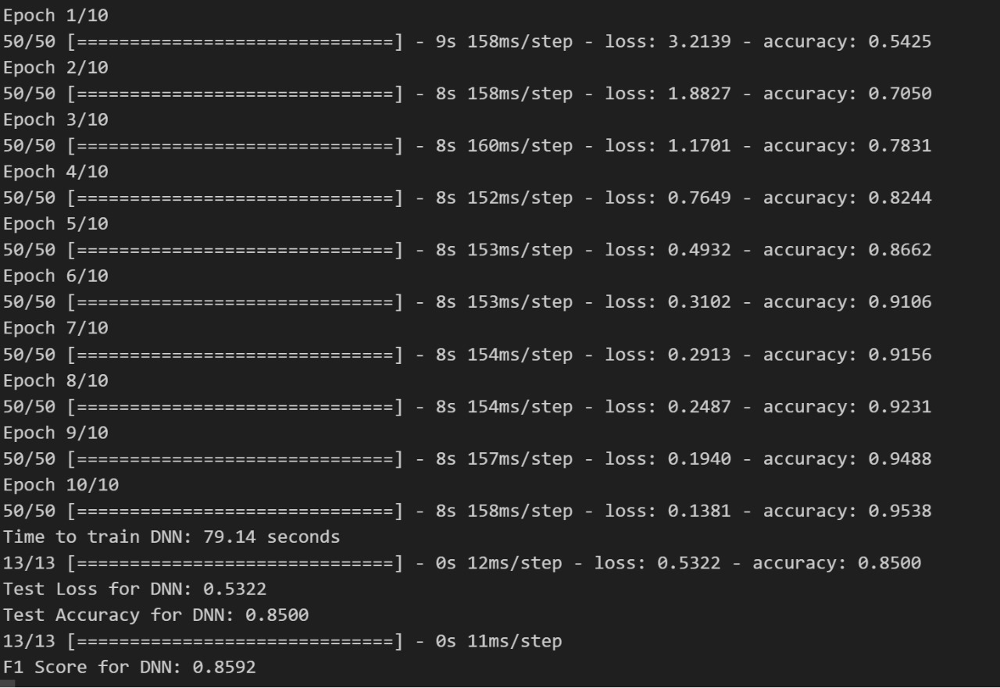 Epoch 1/10
50/50 [==============================] - 9s 158ms/step - loss: 3.2139 - accuracy: 0.5425
Epoch 2/10
50/50 [==============================] - 8s 158ms/step - loss: 1.8827 - accuracy: 0.7050
Epoch 3/10
50/50 [==============================] - 8s 160ms/step - loss: 1.1701 - accuracy: 0.7831
Epoch 4/10
50/50 [==============================] - 8s 152ms/step - loss: 0.7649 - accuracy: 0.8244
Epoch 5/10
50/50 [==============================] - 8s 153ms/step - loss: 0.4932 - accuracy: 0.8662
Epoch 6/10
50/50 [==============================] - 8s 153ms/step - loss: 0.3102 - accuracy: 0.9106
Epoch 7/10
50/50 [==============================] - 8s 154ms/step - loss: 0.2913 - accuracy: 0.9156
Epoch 8/10
50/50 [==============================] - 8s 154ms/step - loss: 0.2487 - accuracy: 0.9231
Epoch 9/10
50/50 [==============================] - 8s 157ms/step - loss: 0.1940 - accuracy: 0.9488
Epoch 10/10
50/50 [==============================] - 8s 158ms/step - loss: 0.1381 - accuracy: 0.9538
Time to train DNN: 79.14 seconds
13/13 [==============================] - 0s 12ms/step - loss: 0.5322 - accuracy: 0.8500
Test Loss for DNN: 0.5322
Test Accuracy for DNN: 0.8500
13/13 [==============================] - 0s 11ms/step
F1 Score for DNN: 0.8592